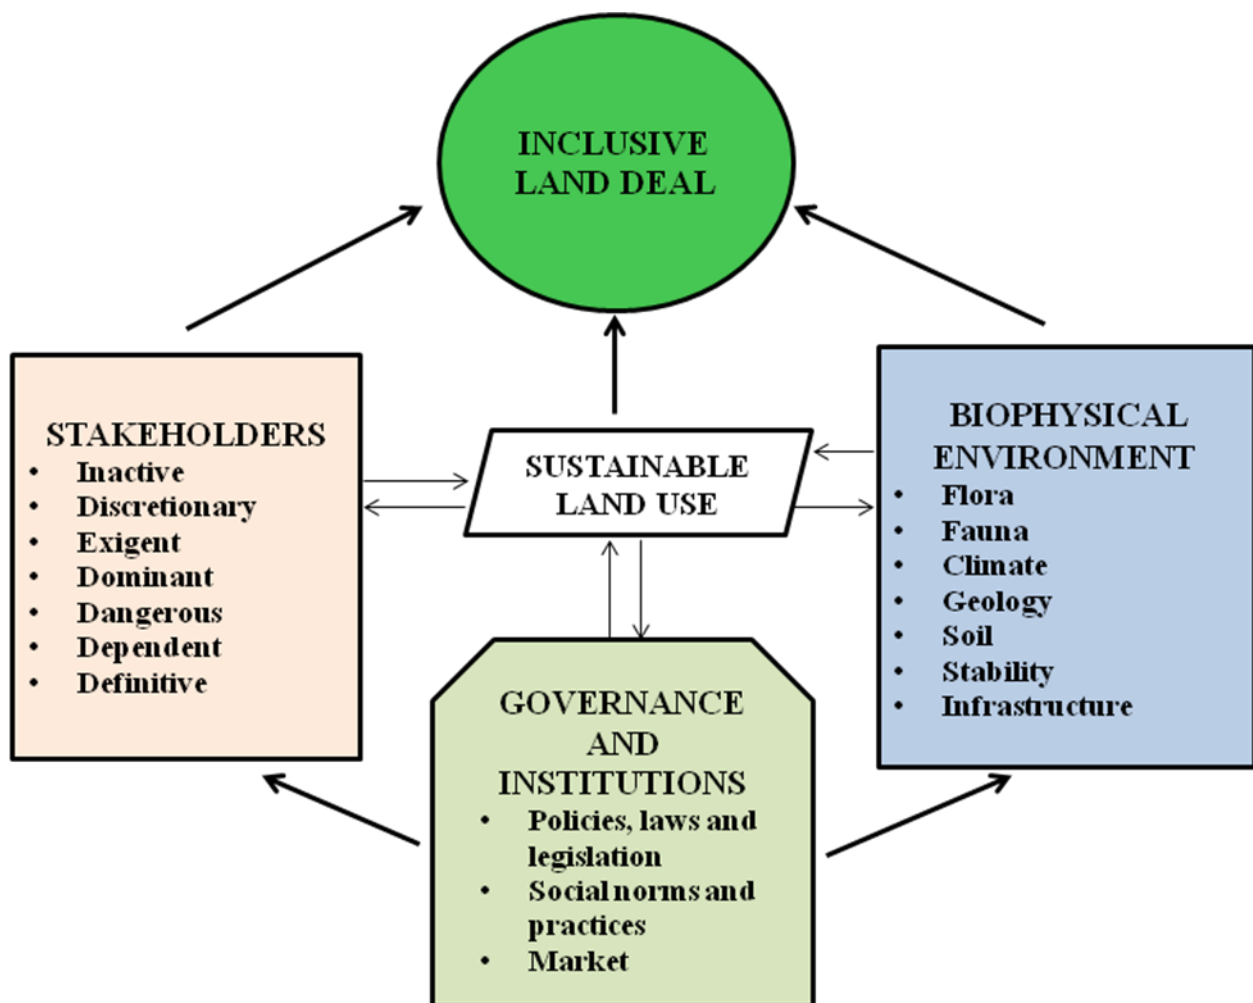 INCLUSIVE
LAND DEAL
STAKEHOLDERS
• Inactive
• Discretionary
• Exigent
• Dominant
• Dangerous
• Dependent
• Definitive
SUSTAINABLE
LAND USE
BIOPHYSICAL
ENVIRONMENT
• Flora
• Fauna
• Climate
• Geology
• Soil
• Stability
• Infrastructure
GOVERNANCE
AND
INSTITUTIONS
• Policies, laws and
legislation
• Social norms and
practices
• Market